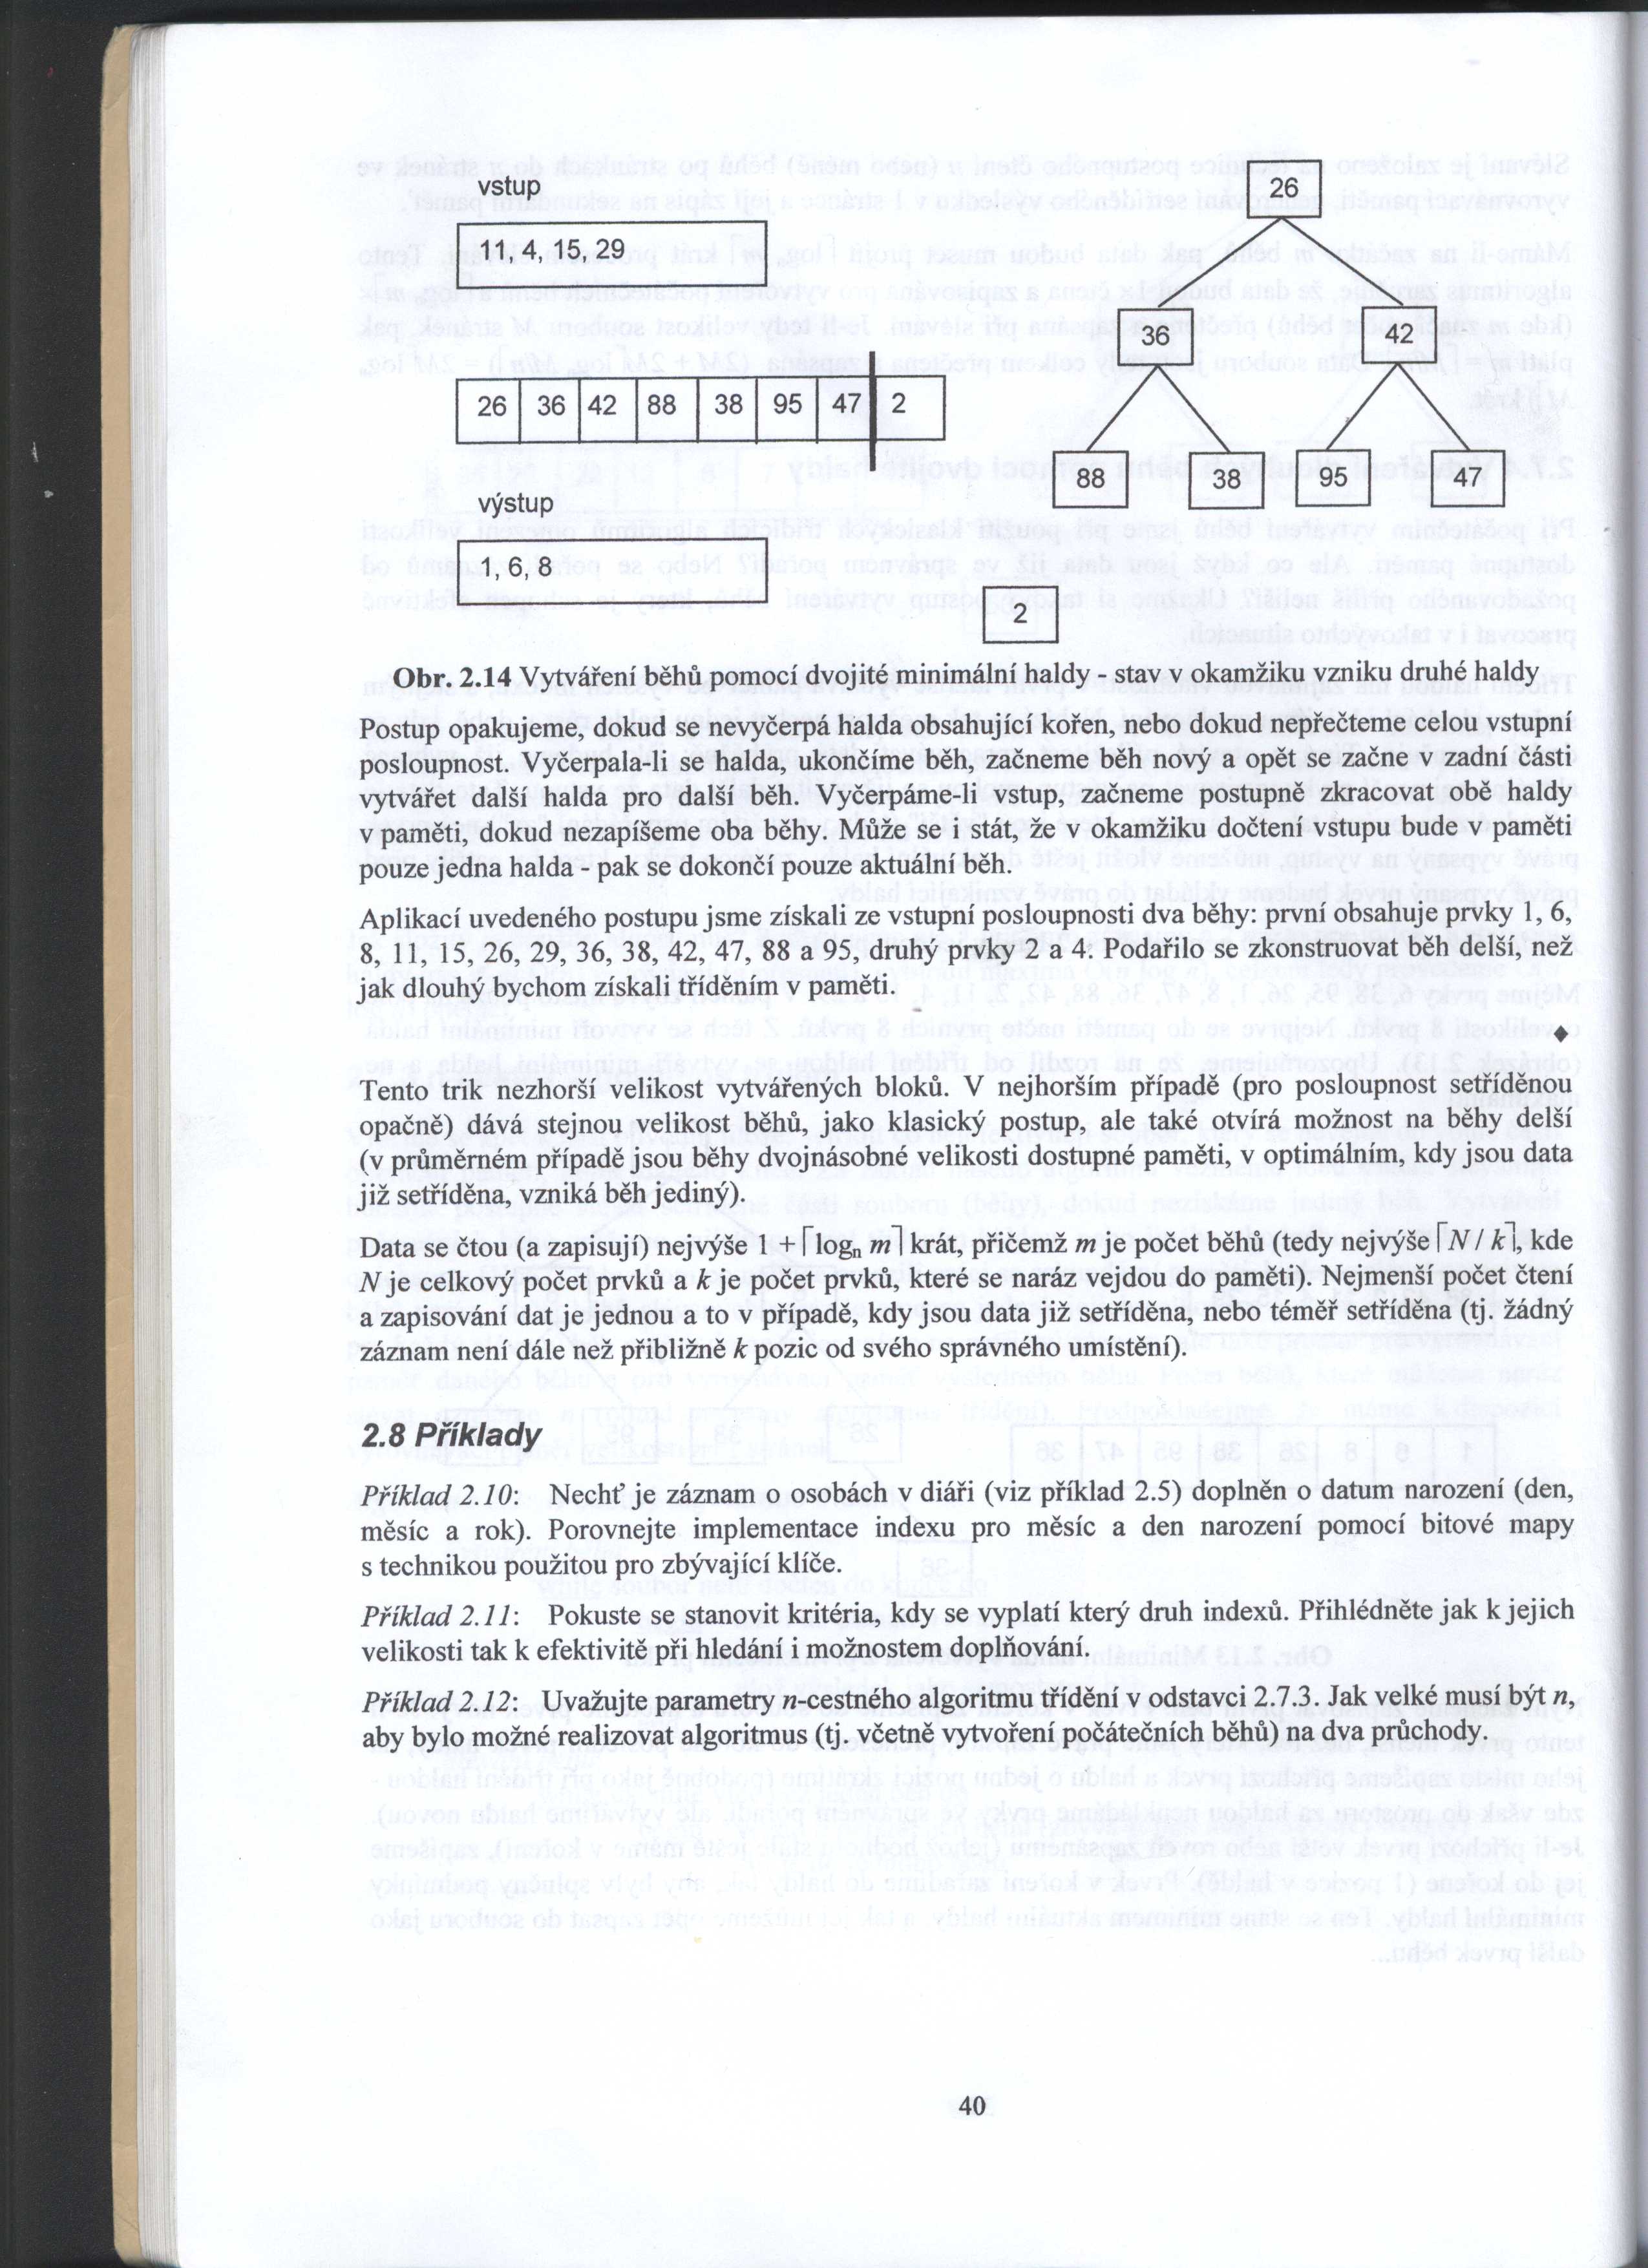 vstup
11, 4, 15, 29
26 36 42 88 38 95 47 2
výstup
1, 6, 8
26
36 42
88 38 95 47
2
Obr. 2.14 Vytváření běhů pomocí dvojité minimální haldy - stav v okamžiku vzniku druhé haldy
Postup opakujeme, dokud se nevyčerpá halda obsahující kořen, nebo dokud nepřečteme celou vstupní
posloupnost. Vyčerpala-li se halda, ukončíme běh, začneme běh nový a opět se začne v zadní části
vytvářet další halda pro další běh. Vyčerpáme-li vstup, začneme postupně zkracovat obě haldy
v paměti, dokud nezapíšeme oba běhy. Může se i stát, že v okamžiku dočtení vstupu bude v paměti
pouze jedna halda - pak se dokončí pouze aktuální běh.
Aplikací uvedeného postupu jsme získali ze vstupní posloupnosti dva běhy: první obsahuje prvky 1, 6,
8, 11, 15, 26, 29, 36, 38, 42, 47, 88 a 95, druhý prvky 2 a 4. Podařilo se zkonstruovat běh delší, než
jak dlouhý bychom získali tříděním v paměti.
♦
Tento trik nezhorší velikost vytvářených bloků. V nejhorším případě (pro posloupnost setříděnou
opačně) dává stejnou velikost běhů, jako klasický postup, ale také otvírá možnost na běhy delší
(v průměrném případě jsou běhy dvojnásobné velikosti dostupné paměti, v optimálním, kdy jsou data
již setříděna, vzniká běh jediný).
Data se čtou (a zapisují) nejvýše 1 +⌈ logₙ m⌉ krát, přičemž m je počet běhů (tedy nejvýše ⌈N / k⌉, kde
N je celkový počet prvků a k je počet prvků, které se naráz vejdou do paměti). Nejmenší počet čtení
a zapisování dat je jednou a to v případě, kdy jsou data již setříděna, nebo téměř setříděna (tj. žádný
záznam není dále než přibližně k pozic od svého správného umístění).
2.8 Příklady
Příklad 2.10: Nechť je záznam o osobách v diáři (viz příklad 2.5) doplněn o datum narození (den,
měsíc a rok). Porovnejte implementace indexu pro měsíc a den narození pomocí bitové mapy
s technikou použitou pro zbývající klíče.
Příklad 2.11: Pokuste se stanovit kritéria, kdy se vyplatí který druh indexů. Přihlédněte jak k jejich
velikosti tak k efektivitě při hledání i možnostem doplňování.
Příklad 2.12: Uvažujte parametry n-cestného algoritmu třídění v odstavci 2.7.3. Jak velké musí být n,
aby bylo možné realizovat algoritmus (tj. včetně vytvoření počátečních běhů) na dva průchody.
40